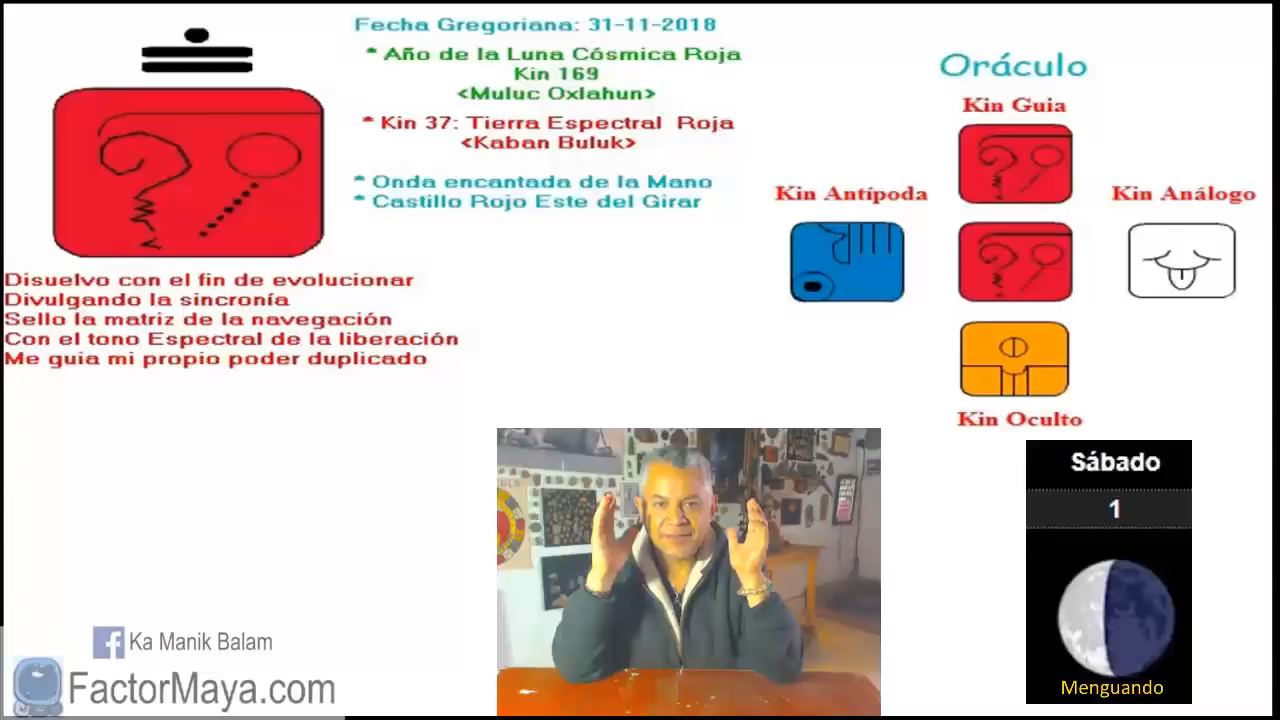 Fecha Gregoriana: 31-11-2018
* Año de la Luna Cósmica Roja
Kin 169
<Muluc Oxlahun>
* Kin 37: Tierra Espectral Roja
<Kaban Buluk>
* Onda encantada de la Mano
* Castillo Rojo Este del Girar
Disuelvo con el fin de evolucionar
Divulgando la sincronía
Sello la matriz de la navegación
Con el tono Espectral de la liberación
Me guia mi propio poder duplicado
Oráculo
Kin Guia
Kin Antípoda
Kin Análogo
Kin Oculto
Sábado
1
Menguando
Ka Manik Balam
FactorMaya.com